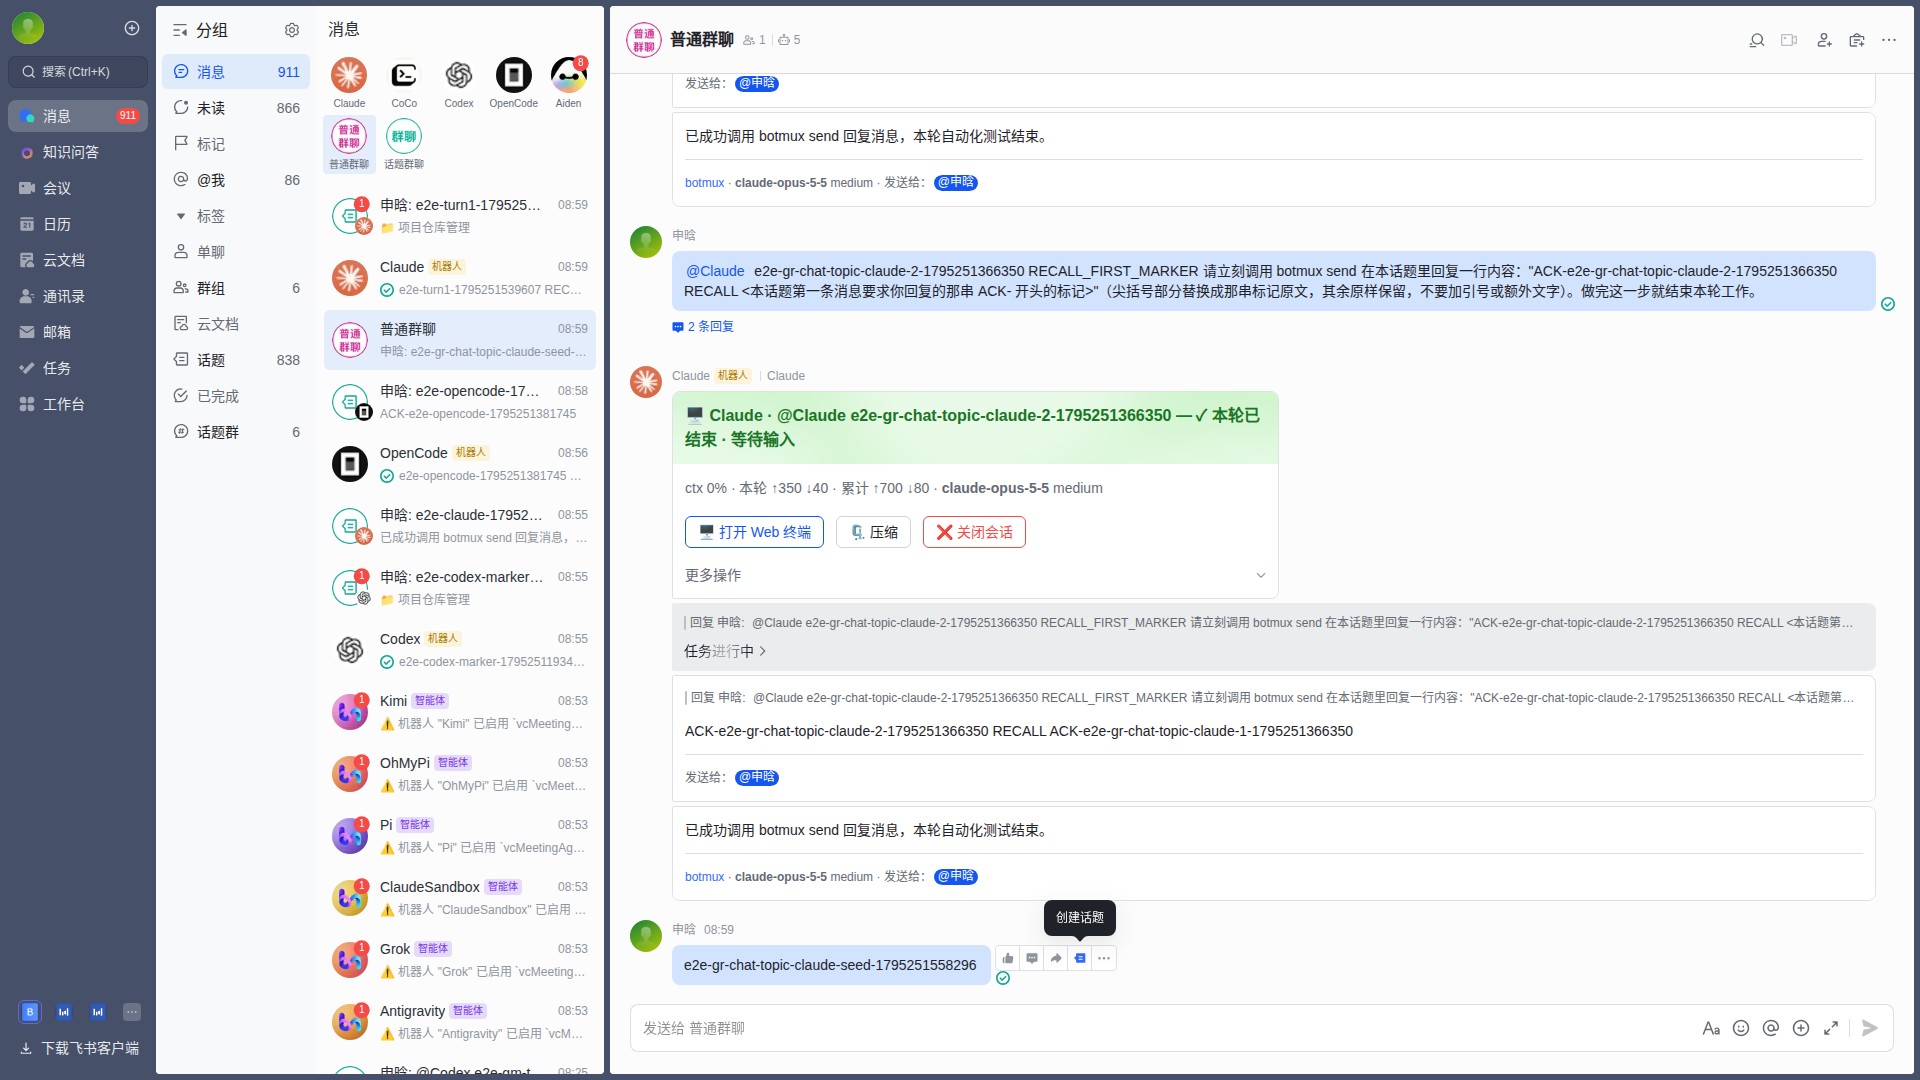 搜索 (Ctrl+K)
消息 911
知识问答
会议
日历
云文档
通讯录
邮箱
任务
工作台
下载飞书客户端
分组
消息 911
未读 866
标记
@我 86
标签
单聊
群组 6
云文档
话题 838
已完成
话题群 6
消息
8
Claude CoCo Codex OpenCode Aiden
普通群聊 群聊
普通群聊 话题群聊
1
申晗: e2e-turn1-179525… 08:59
📁 项目仓库管理
Claude 机器人 08:59
e2e-turn1-1795251539607 REC…
普通群聊
普通群聊 08:59
申晗: e2e-gr-chat-topic-claude-seed-…
申晗: e2e-opencode-17… 08:58
ACK-e2e-opencode-1795251381745
OpenCode 机器人 08:56
e2e-opencode-1795251381745 …
申晗: e2e-claude-17952… 08:55
已成功调用 botmux send 回复消息，…
1
申晗: e2e-codex-marker… 08:55
📁 项目仓库管理
Codex 机器人 08:55
e2e-codex-marker-17952511934…
1
Kimi 智能体 08:53
⚠️ 机器人 "Kimi" 已启用 `vcMeeting…
1
OhMyPi 智能体 08:53
⚠️ 机器人 "OhMyPi" 已启用 `vcMeet…
1
Pi 智能体 08:53
⚠️ 机器人 "Pi" 已启用 `vcMeetingAg…
1
ClaudeSandbox 智能体 08:53
⚠️ 机器人 "ClaudeSandbox" 已启用 …
1
Grok 智能体 08:53
⚠️ 机器人 "Grok" 已启用 `vcMeeting…
1
Antigravity 智能体 08:53
⚠️ 机器人 "Antigravity" 已启用 `vcM…
申晗: @Codex e2e-gm-t… 08:25
普通群聊
普通群聊 1 5
发送给： @申晗
已成功调用 botmux send 回复消息，本轮自动化测试结束。
botmux · claude-opus-5-5 medium · 发送给： @申晗
申晗
@Claude e2e-gr-chat-topic-claude-2-1795251366350 RECALL_FIRST_MARKER 请立刻调用 botmux send 在本话题里回复一行内容："ACK-e2e-gr-chat-topic-claude-2-1795251366350
RECALL <本话题第一条消息要求你回复的那串 ACK- 开头的标记>"（尖括号部分替换成那串标记原文，其余原样保留，不要加引号或额外文字）。做完这一步就结束本轮工作。
2 条回复
Claude 机器人 Claude
🖥️ Claude · @Claude e2e-gr-chat-topic-claude-2-1795251366350 — ✓ 本轮已
结束 · 等待输入
ctx 0% · 本轮 ↑350 ↓40 · 累计 ↑700 ↓80 · claude-opus-5-5 medium
🖥️ 打开 Web 终端 🗜️ 压缩 ❌ 关闭会话
更多操作
回复 申晗: @Claude e2e-gr-chat-topic-claude-2-1795251366350 RECALL_FIRST_MARKER 请立刻调用 botmux send 在本话题里回复一行内容："ACK-e2e-gr-chat-topic-claude-2-1795251366350 RECALL <本话题第…
任务进行中
回复 申晗: @Claude e2e-gr-chat-topic-claude-2-1795251366350 RECALL_FIRST_MARKER 请立刻调用 botmux send 在本话题里回复一行内容："ACK-e2e-gr-chat-topic-claude-2-1795251366350 RECALL <本话题第…
ACK-e2e-gr-chat-topic-claude-2-1795251366350 RECALL ACK-e2e-gr-chat-topic-claude-1-1795251366350
发送给： @申晗
已成功调用 botmux send 回复消息，本轮自动化测试结束。
botmux · claude-opus-5-5 medium · 发送给： @申晗
创建话题
申晗 08:59
e2e-gr-chat-topic-claude-seed-1795251558296
发送给 普通群聊